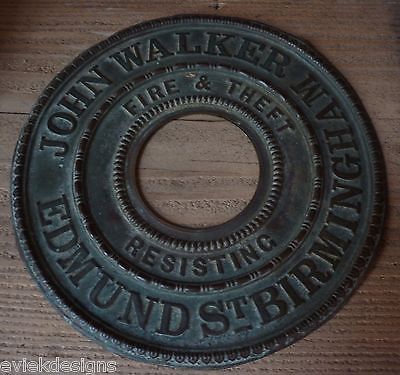 JOHN WALKER
EDMUND ST BIRMINGHAM
FIRE & THEFT
RESISTING
eviekdesigns